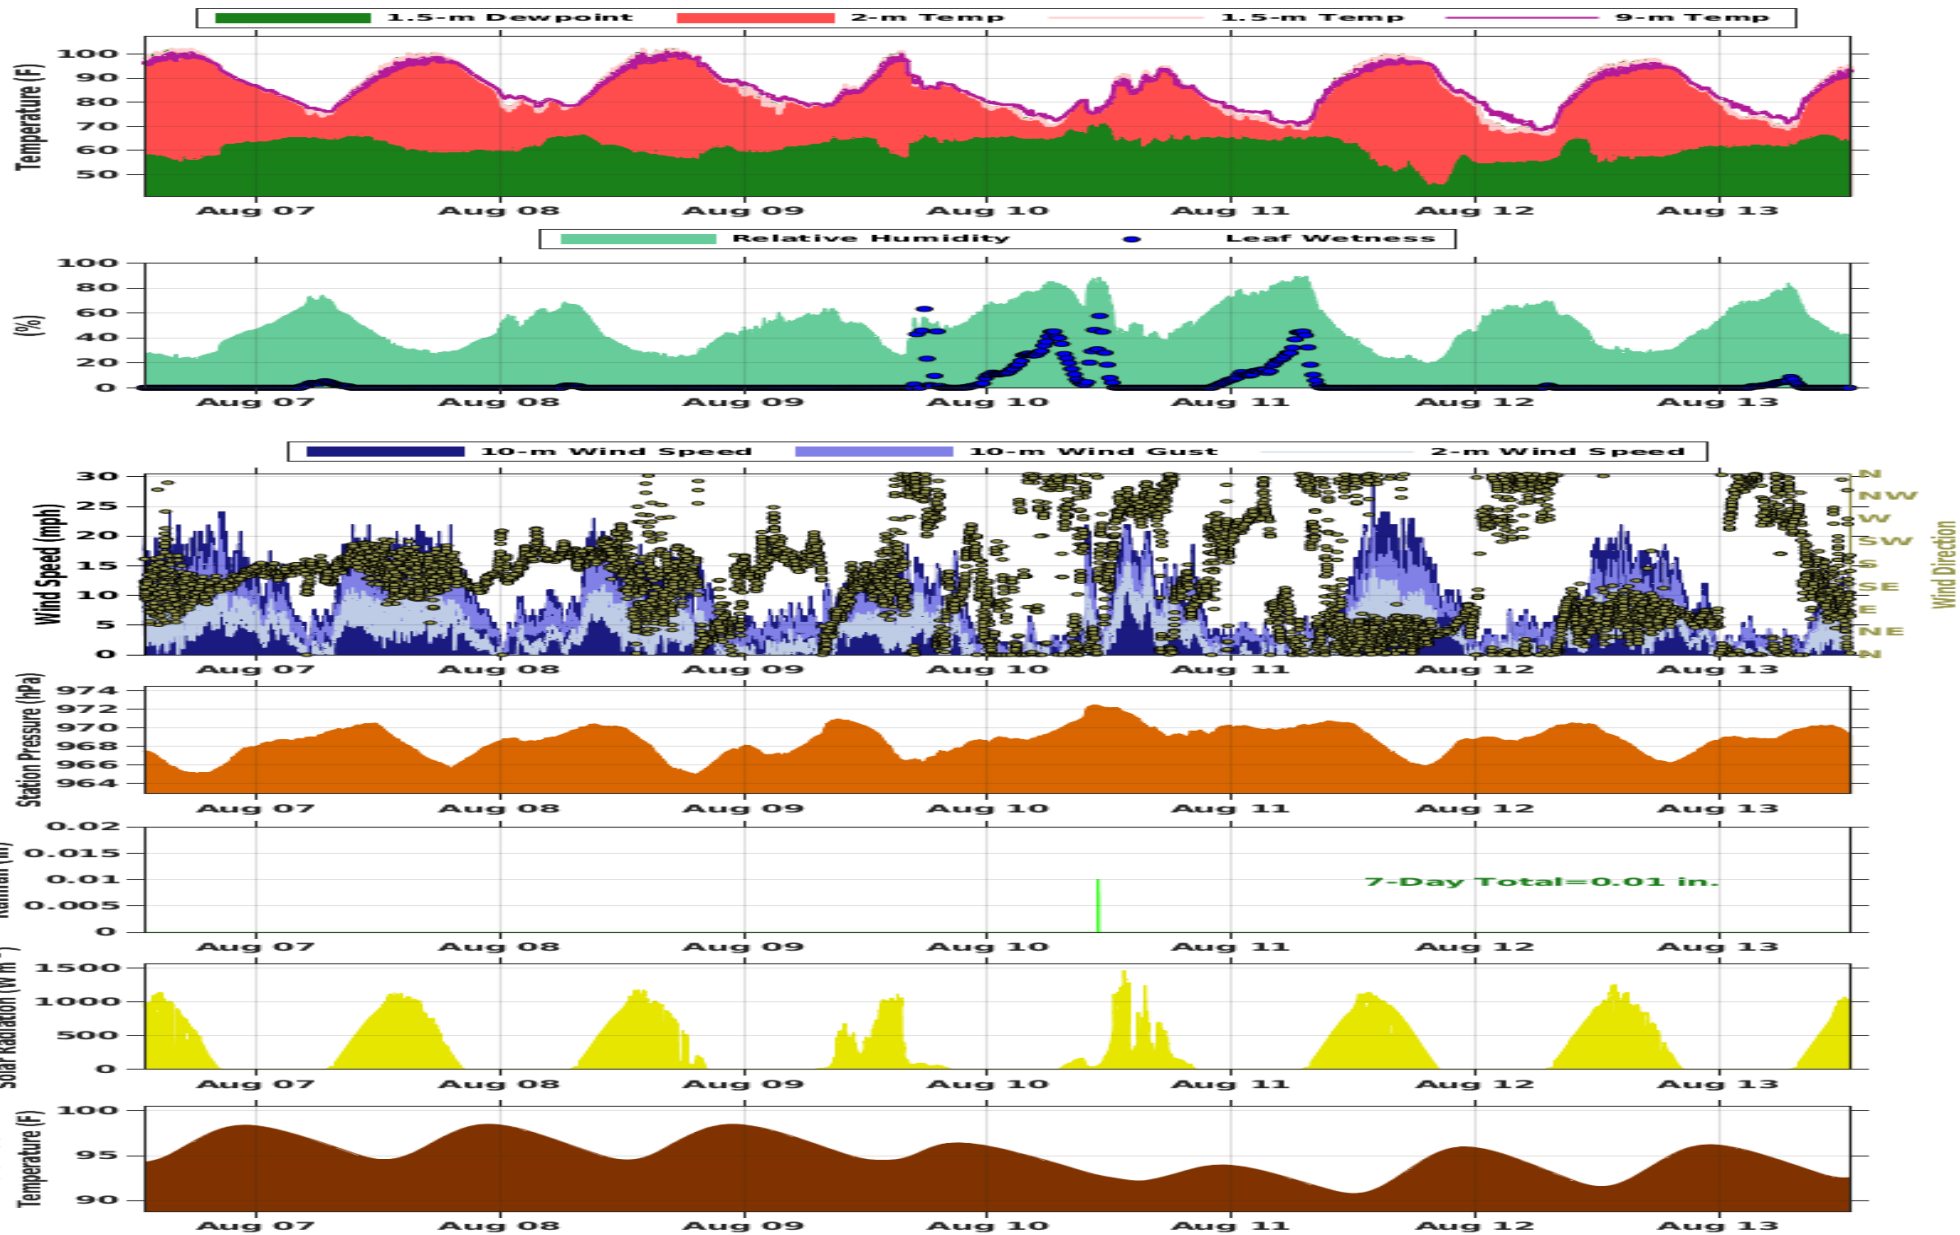 1.5-m Dewpoint 2-m Temp 1.5-m Temp 9-m Temp
Temperature (F)
100
90
80
70
60
50
Aug 07 Aug 08 Aug 09 Aug 10 Aug 11 Aug 12 Aug 13
Relative Humidity Leaf Wetness
(%)
100
80
60
40
20
0
Aug 07 Aug 08 Aug 09 Aug 10 Aug 11 Aug 12 Aug 13
10-m Wind Speed 10-m Wind Gust 2-m Wind Speed
Wind Speed (mph)
30
25
20
15
10
5
0
N
NW
W
SW
S
SE
E
NE
N
Wind Direction
Aug 07 Aug 08 Aug 09 Aug 10 Aug 11 Aug 12 Aug 13
Station Pressure (hPa)
974
972
970
968
966
964
Aug 07 Aug 08 Aug 09 Aug 10 Aug 11 Aug 12 Aug 13
0.02
0.015
0.01
0.005
0
7-Day Total=0.01 in.
Aug 07 Aug 08 Aug 09 Aug 10 Aug 11 Aug 12 Aug 13
Solar Radiation (W m⁻²)
1500
1000
500
0
Aug 07 Aug 08 Aug 09 Aug 10 Aug 11 Aug 12 Aug 13
Temperature (F)
100
95
90
Aug 07 Aug 08 Aug 09 Aug 10 Aug 11 Aug 12 Aug 13